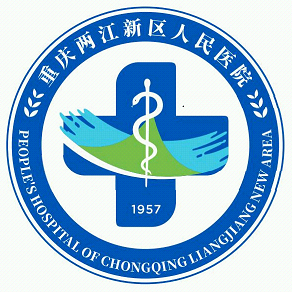 重庆两江新区人民医院
1957
PEOPLE'S HOSPITAL OF CHONGQING LIANGJIANG NEW AREA